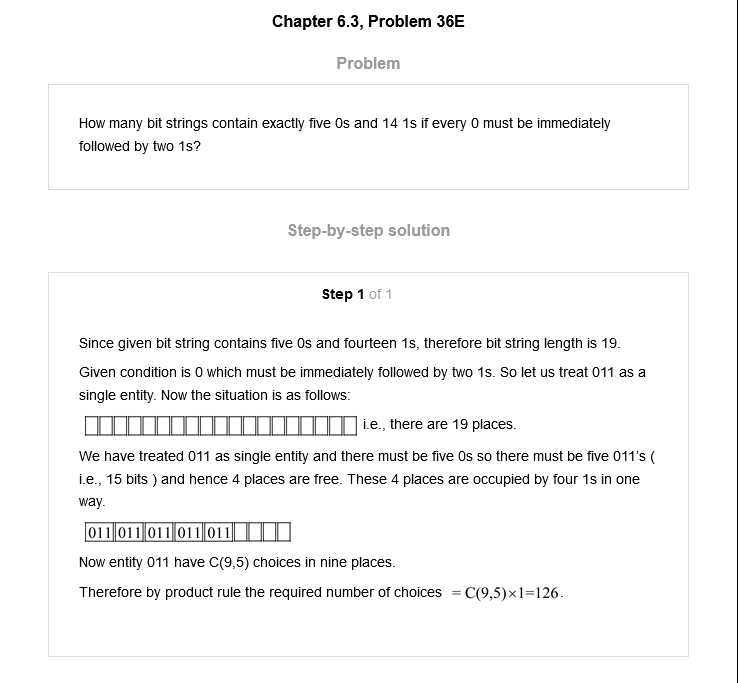 Chapter 6.3, Problem 36E
Problem
How many bit strings contain exactly five 0s and 14 1s if every 0 must be immediately
followed by two 1s?
Step-by-step solution
Step 1 of 1
Since given bit string contains five 0s and fourteen 1s, therefore bit string length is 19.
Given condition is 0 which must be immediately followed by two 1s. So let us treat 011 as a
single entity. Now the situation is as follows:
i.e., there are 19 places.
We have treated 011 as single entity and there must be five 0s so there must be five 011's (
i.e., 15 bits ) and hence 4 places are free. These 4 places are occupied by four 1s in one
way.
011 011 011 011 011
Now entity 011 have C(9,5) choices in nine places.
Therefore by product rule the required number of choices = C(9,5)×1=126.